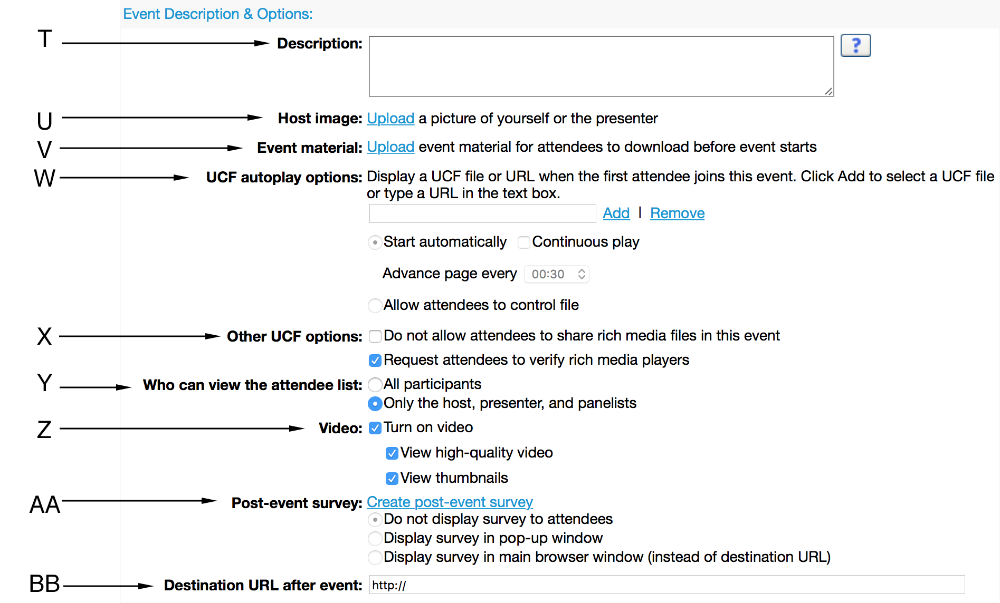 Event Description & Options:
T Description: ?
U Host image: Upload a picture of yourself or the presenter
V Event material: Upload event material for attendees to download before event starts
W UCF autoplay options: Display a UCF file or URL when the first attendee joins this event. Click Add to select a UCF file
or type a URL in the text box.
Add | Remove
Start automatically Continuous play
Advance page every 00:30
Allow attendees to control file
X Other UCF options: Do not allow attendees to share rich media files in this event
Request attendees to verify rich media players
Y Who can view the attendee list: All participants
Only the host, presenter, and panelists
Z Video: Turn on video
View high-quality video
View thumbnails
AA Post-event survey: Create post-event survey
Do not display survey to attendees
Display survey in pop-up window
Display survey in main browser window (instead of destination URL)
BB Destination URL after event: http://